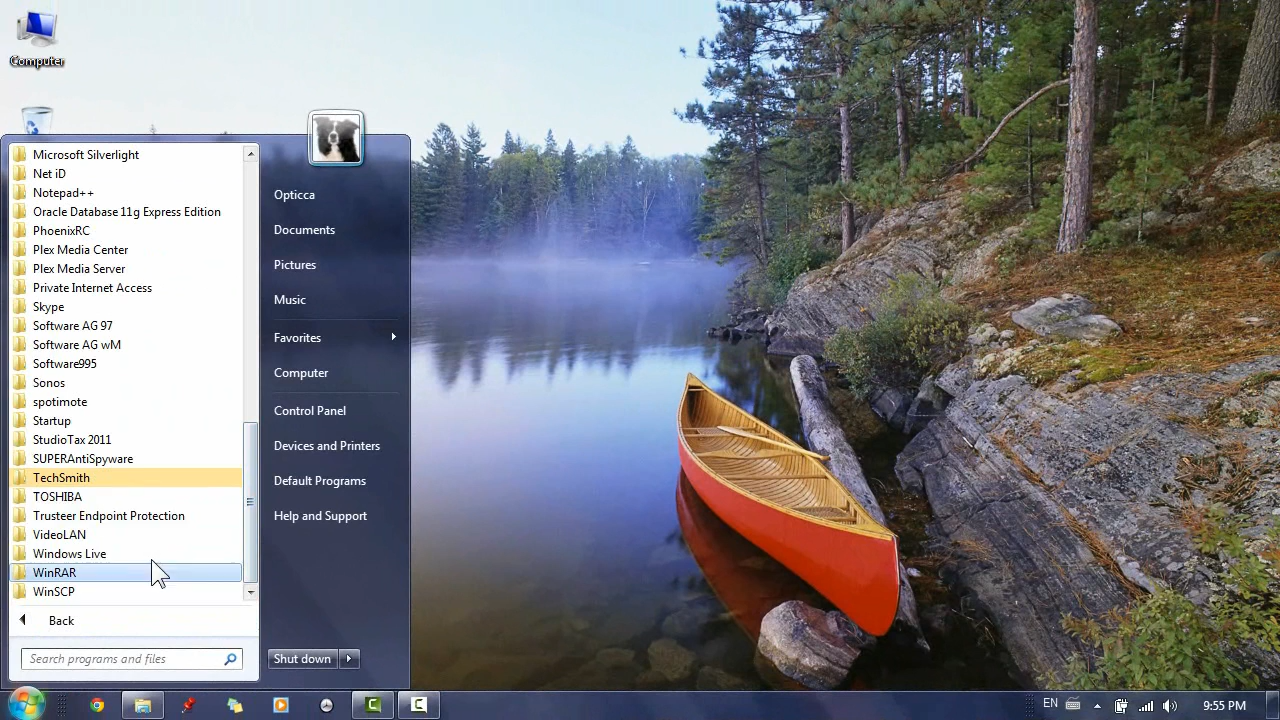 Computer
Microsoft Silverlight
Net iD
Notepad++
Oracle Database 11g Express Edition
PhoenixRC
Plex Media Center
Plex Media Server
Private Internet Access
Skype
Software AG 97
Software AG wM
Software995
Sonos
spotimote
Startup
StudioTax 2011
SUPERAntiSpyware
TechSmith
TOSHIBA
Trusteer Endpoint Protection
VideoLAN
Windows Live
WinRAR
WinSCP
Back
Search programs and files
Opticca
Documents
Pictures
Music
Favorites
Computer
Control Panel
Devices and Printers
Default Programs
Help and Support
Shut down
EN
9:55 PM